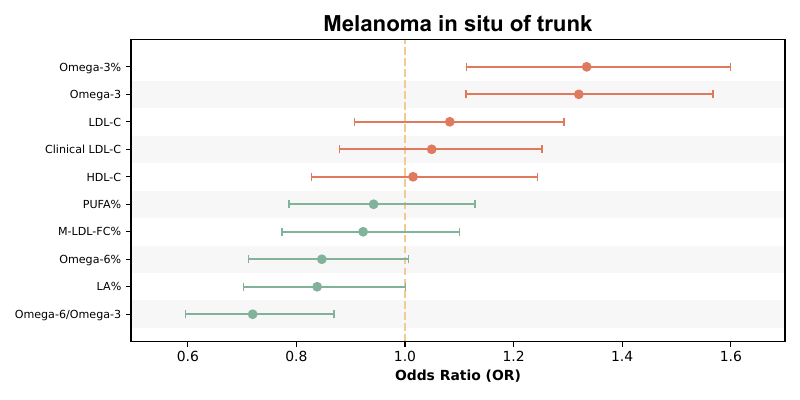 Melanoma in situ of trunk
Omega-3%
Omega-3
LDL-C
Clinical LDL-C
HDL-C
PUFA%
M-LDL-FC%
Omega-6%
LA%
Omega-6/Omega-3
0.6 0.8 1.0 1.2 1.4 1.6
Odds Ratio (OR)